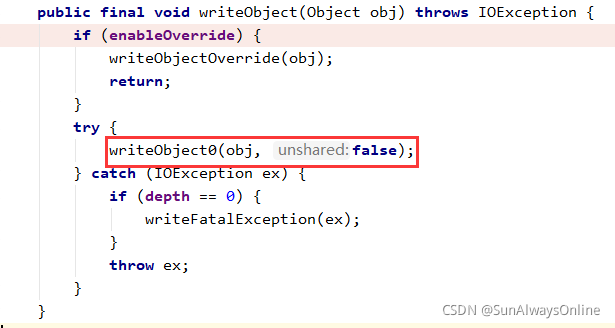 public final void writeObject(Object obj) throws IOException {
    if (enableOverride) {
        writeObjectOverride(obj);
        return;
    }
    try {
        writeObject0(obj, unshared: false);
    } catch (IOException ex) {
        if (depth == 0) {
            writeFatalException(ex);
        }
        throw ex;
    }
}
CSDN @SunAlwaysOnline